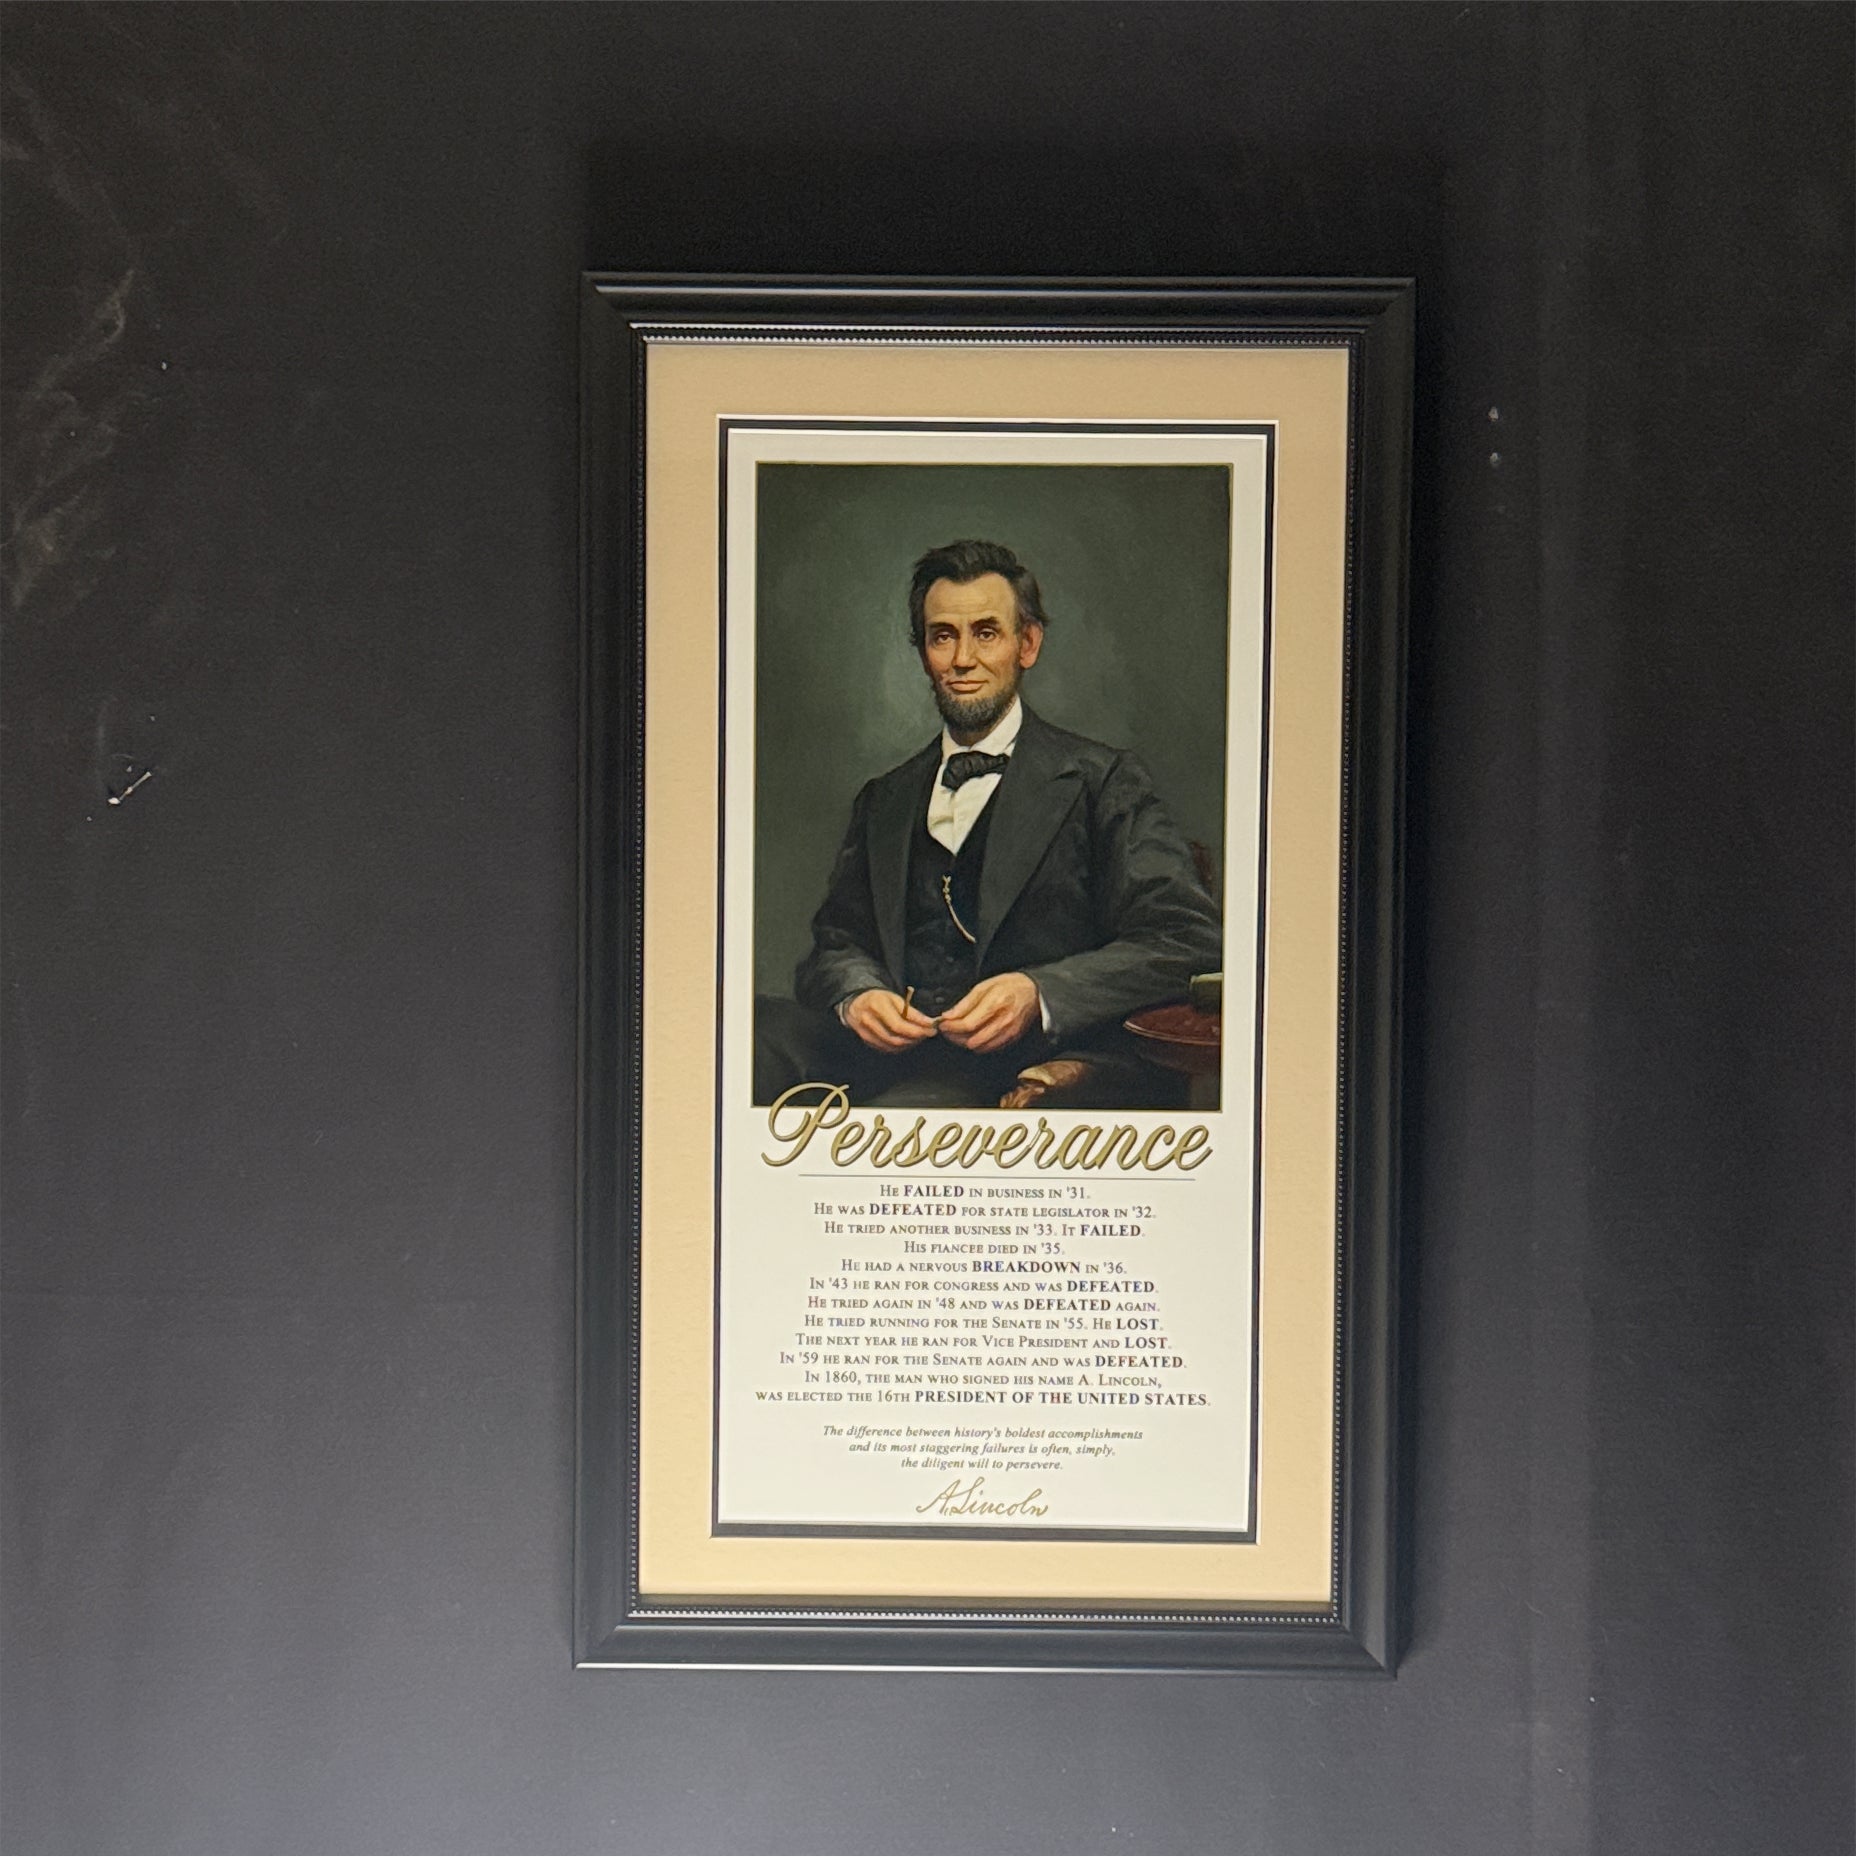 Perseverance
HE FAILED IN BUSINESS IN '31.
HE WAS DEFEATED FOR STATE LEGISLATOR IN '32.
HE TRIED ANOTHER BUSINESS IN '33. IT FAILED.
HIS FIANCEE DIED IN '35.
HE HAD A NERVOUS BREAKDOWN IN '36.
IN '43 HE RAN FOR CONGRESS AND WAS DEFEATED.
HE TRIED AGAIN IN '48 AND WAS DEFEATED AGAIN.
HE TRIED RUNNING FOR THE SENATE IN '55. HE LOST.
THE NEXT YEAR HE RAN FOR VICE PRESIDENT AND LOST.
IN '59 HE RAN FOR THE SENATE AGAIN AND WAS DEFEATED.
IN 1860, THE MAN WHO SIGNED HIS NAME A. LINCOLN,
WAS ELECTED THE 16TH PRESIDENT OF THE UNITED STATES.
The difference between history's boldest accomplishments
and its most staggering failures is often, simply,
the diligent will to persevere.
A. Lincoln